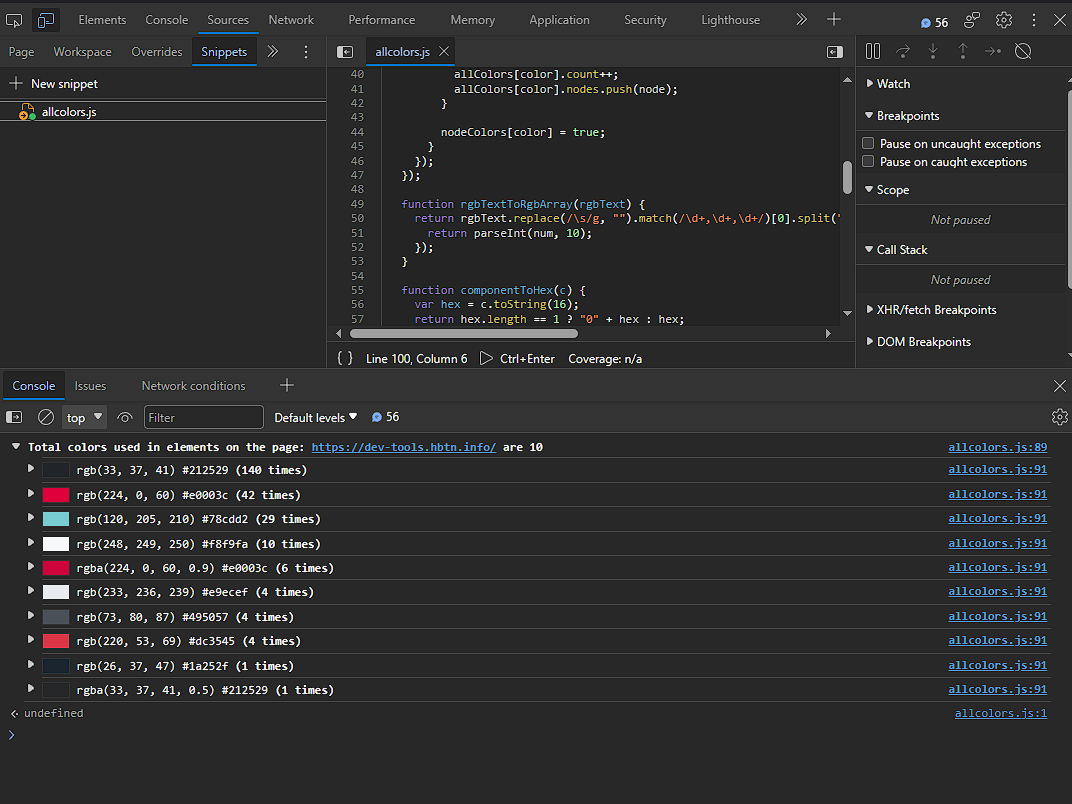 Elements Console Sources Network Performance Memory Application Security Lighthouse 56
Page Workspace Overrides Snippets
allcolors.js
New snippet
allcolors.js
40 allColors[color].count++;
41 allColors[color].nodes.push(node);
42 }
43
44 nodeColors[color] = true;
45 }
46 });
47 });
48
49 function rgbTextToRgbArray(rgbText) {
50 return rgbText.replace(/\s/g, "").match(/\d+,\d+,\d+/)[0].split("
51 return parseInt(num, 10);
52 });
53 }
54
55 function componentToHex(c) {
56 var hex = c.toString(16);
57 return hex.length == 1 ? "0" + hex : hex;
{ } Line 100, Column 6 Ctrl+Enter Coverage: n/a
Watch
Breakpoints
Pause on uncaught exceptions
Pause on caught exceptions
Scope
Not paused
Call Stack
Not paused
XHR/fetch Breakpoints
DOM Breakpoints
Console Issues Network conditions
top Filter Default levels 56
Total colors used in elements on the page: https://dev-tools.hbtn.info/ are 10 allcolors.js:89
rgb(33, 37, 41) #212529 (140 times) allcolors.js:91
rgb(224, 0, 60) #e0003c (42 times) allcolors.js:91
rgb(120, 205, 210) #78cdd2 (29 times) allcolors.js:91
rgb(248, 249, 250) #f8f9fa (10 times) allcolors.js:91
rgba(224, 0, 60, 0.9) #e0003c (6 times) allcolors.js:91
rgb(233, 236, 239) #e9ecef (4 times) allcolors.js:91
rgb(73, 80, 87) #495057 (4 times) allcolors.js:91
rgb(220, 53, 69) #dc3545 (4 times) allcolors.js:91
rgb(26, 37, 47) #1a252f (1 times) allcolors.js:91
rgba(33, 37, 41, 0.5) #212529 (1 times) allcolors.js:91
undefined allcolors.js:1